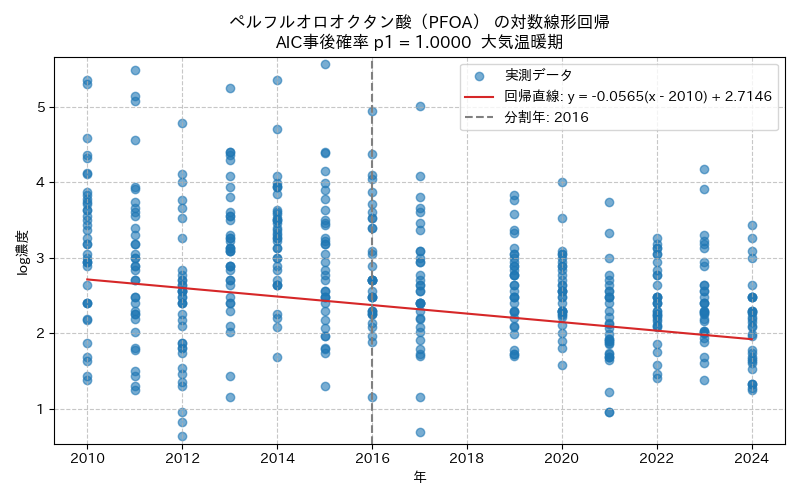 ペルフルオロオクタン酸（PFOA） の対数線形回帰
AIC事後確率 p1 = 1.0000  大気温暖期
実測データ
回帰直線: y = -0.0565(x - 2010) + 2.7146
分割年: 2016
log濃度
5
4
3
2
1
2010 2012 2014 2016 2018 2020 2022 2024
年